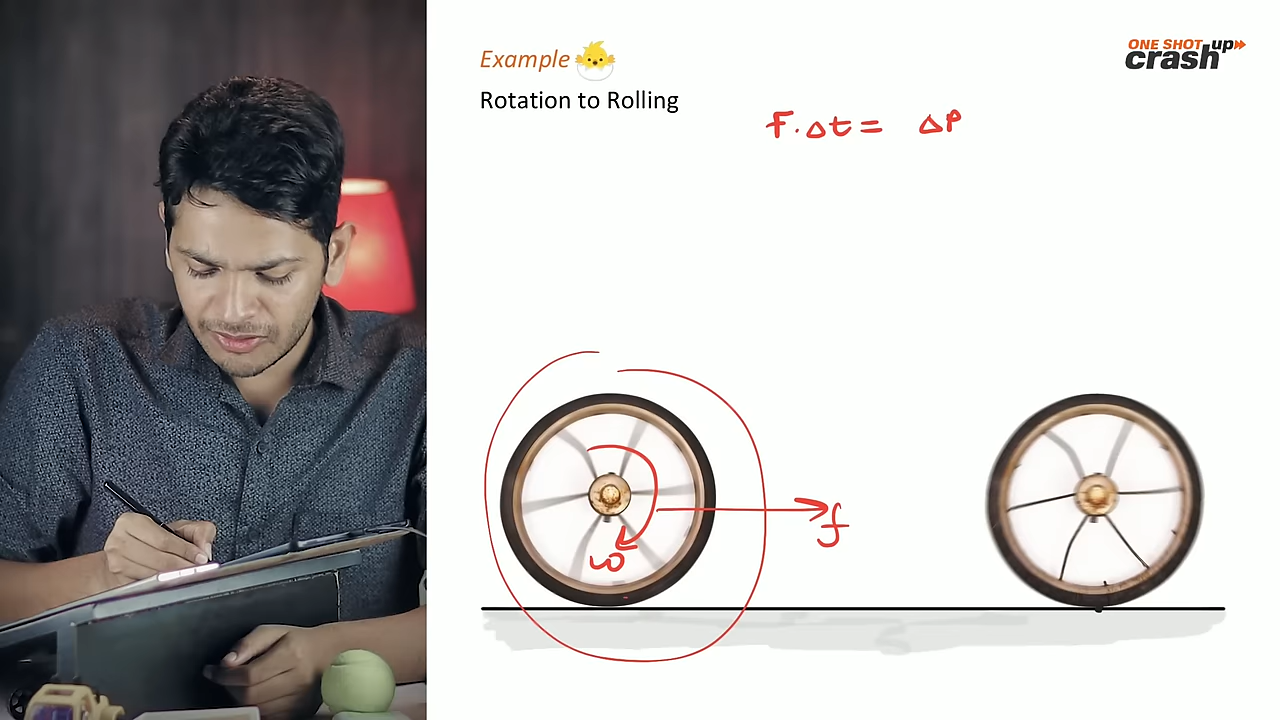 Example
ONE SHOT
crash up
Rotation to Rolling
F.Δt = ΔP
f
ω